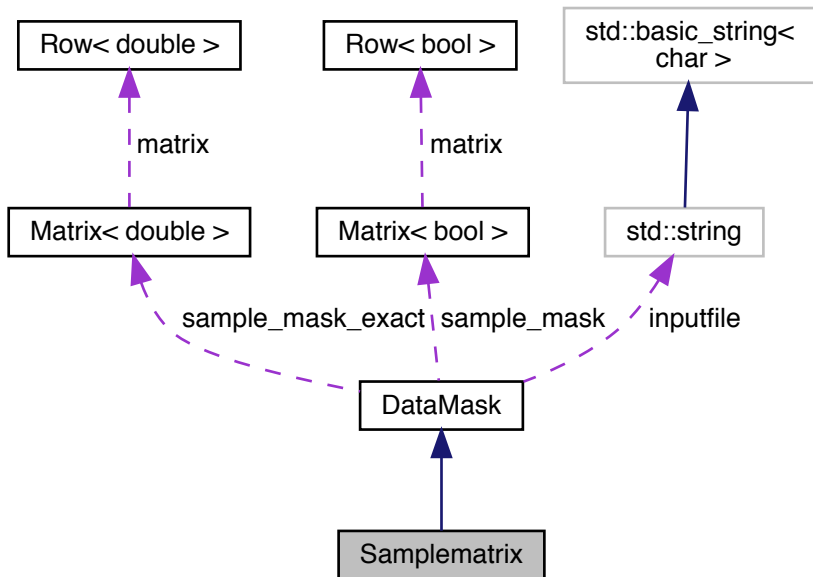 Row< double >
Row< bool >
std::basic_string<
char >
matrix
matrix
Matrix< double >
Matrix< bool >
std::string
sample_mask_exact
sample_mask
inputfile
DataMask
Samplematrix